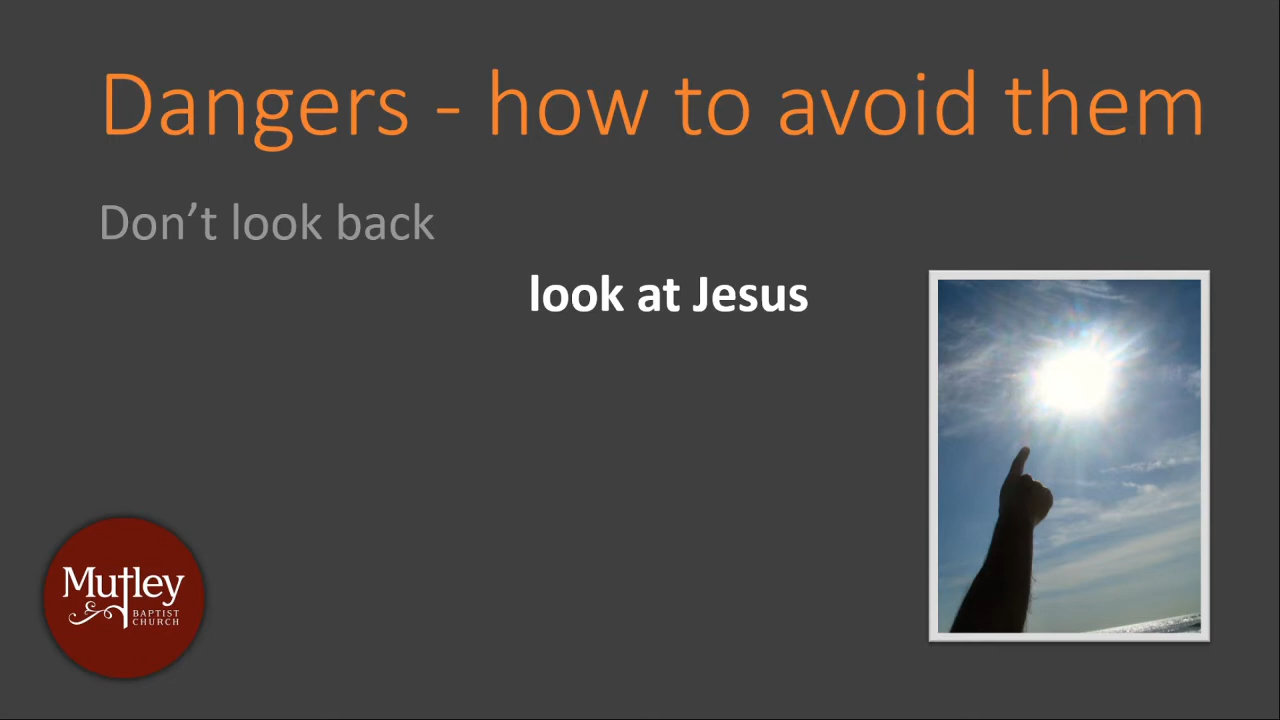 Dangers - how to avoid them
Don’t look back
look at Jesus
Mutley
&
BAPTIST
CHURCH